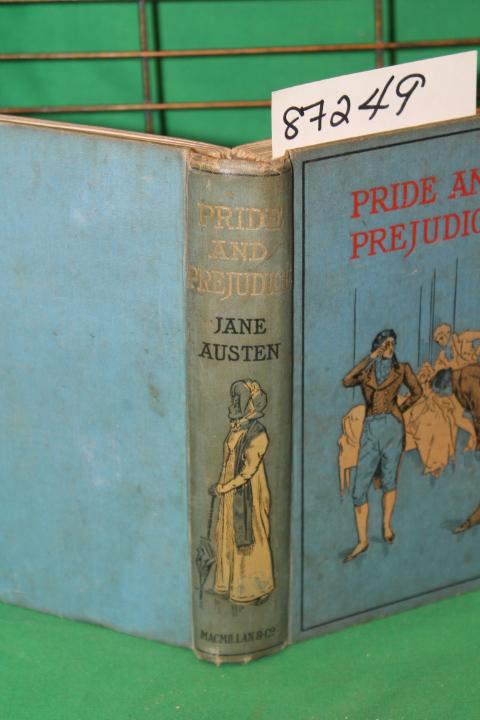 87249
PRIDE
AND
PREJUDICE
JANE
AUSTEN
MACMILLAN & Co
PRIDE AN
PREJUDIC